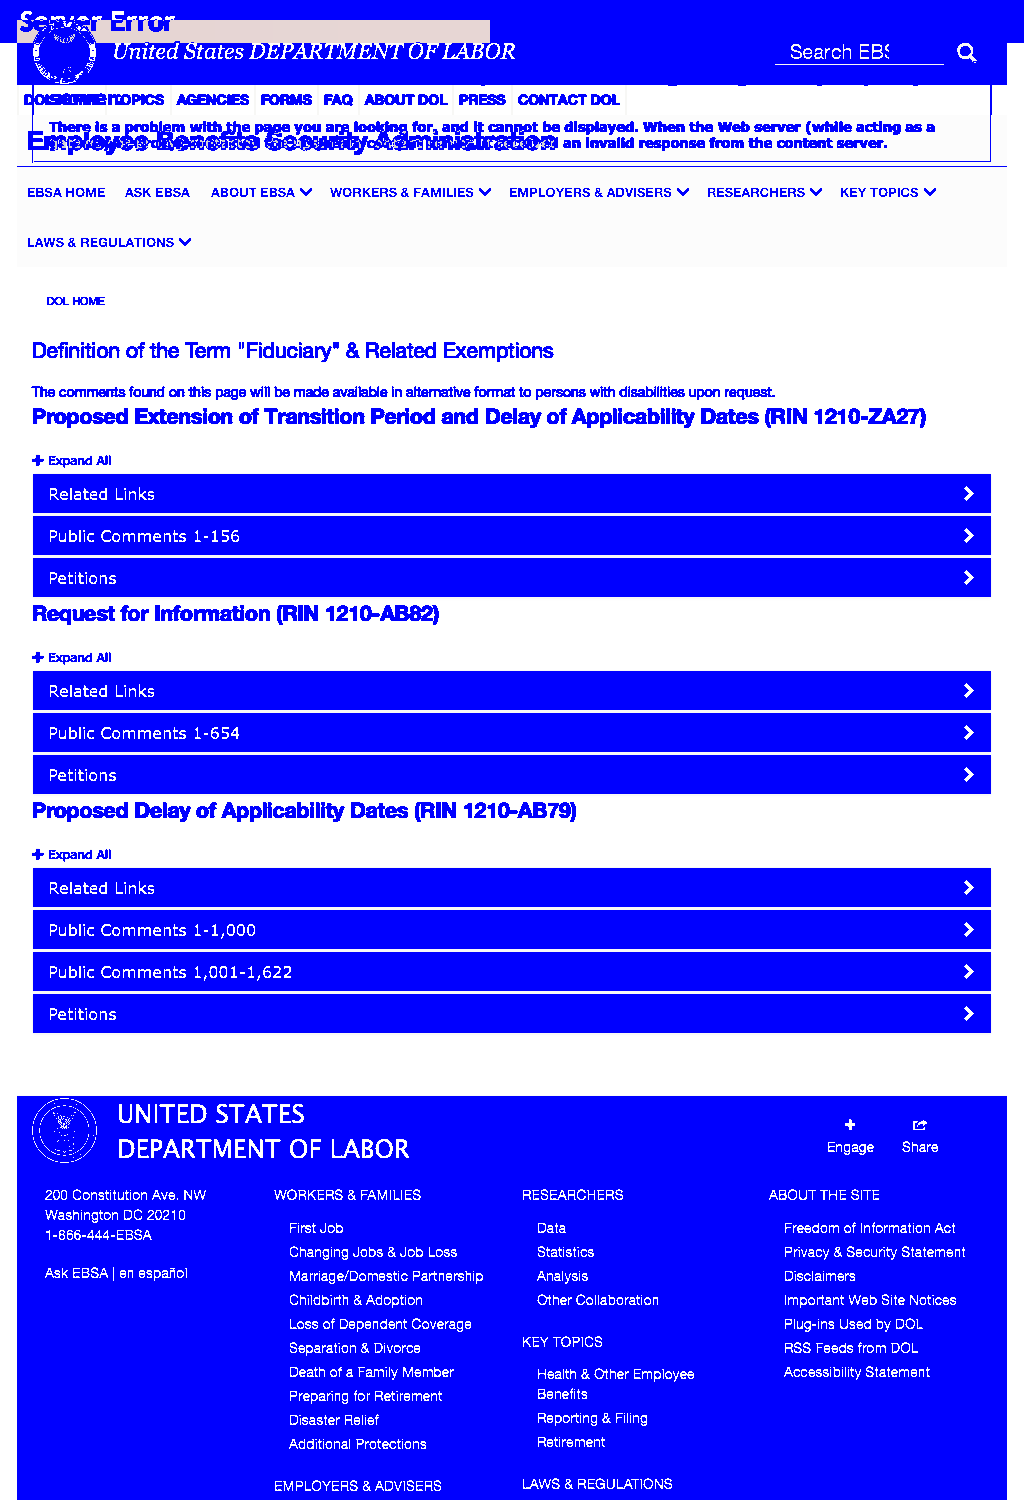 Server Error
United States DEPARTMENT OF LABOR
Search EBS
TOPICS AGENCIES FORMS FAQ ABOUT DOL PRESS CONTACT DOL
There is a problem with the page you are looking for, and it cannot be displayed. When the Web server (while acting as a
an invalid response from the content server.
Employee Benefits Security Administration
EBSA HOME ASK EBSA ABOUT EBSA WORKERS & FAMILIES EMPLOYERS & ADVISERS RESEARCHERS KEY TOPICS
LAWS & REGULATIONS
DOL HOME
Definition of the Term "Fiduciary" & Related Exemptions
The comments found on this page will be made available in alternative format to persons with disabilities upon request.
Proposed Extension of Transition Period and Delay of Applicability Dates (RIN 1210-ZA27)
Expand All
Related Links
Public Comments 1-156
Petitions
Request for Information (RIN 1210-AB82)
Expand All
Related Links
Public Comments 1-654
Petitions
Proposed Delay of Applicability Dates (RIN 1210-AB79)
Expand All
Related Links
Public Comments 1-1,000
Public Comments 1,001-1,622
Petitions
UNITED STATES
DEPARTMENT OF LABOR
Engage Share
200 Constitution Ave. NW
Washington DC 20210
1-866-444-EBSA
Ask EBSA | en español
WORKERS & FAMILIES
First Job
Changing Jobs & Job Loss
Marriage/Domestic Partnership
Childbirth & Adoption
Loss of Dependent Coverage
Separation & Divorce
Death of a Family Member
Preparing for Retirement
Disaster Relief
Additional Protections
EMPLOYERS & ADVISERS
RESEARCHERS
Data
Statistics
Analysis
Other Collaboration
KEY TOPICS
Health & Other Employee
Benefits
Reporting & Filing
Retirement
LAWS & REGULATIONS
ABOUT THE SITE
Freedom of Information Act
Privacy & Security Statement
Disclaimers
Important Web Site Notices
Plug-ins Used by DOL
RSS Feeds from DOL
Accessibility Statement